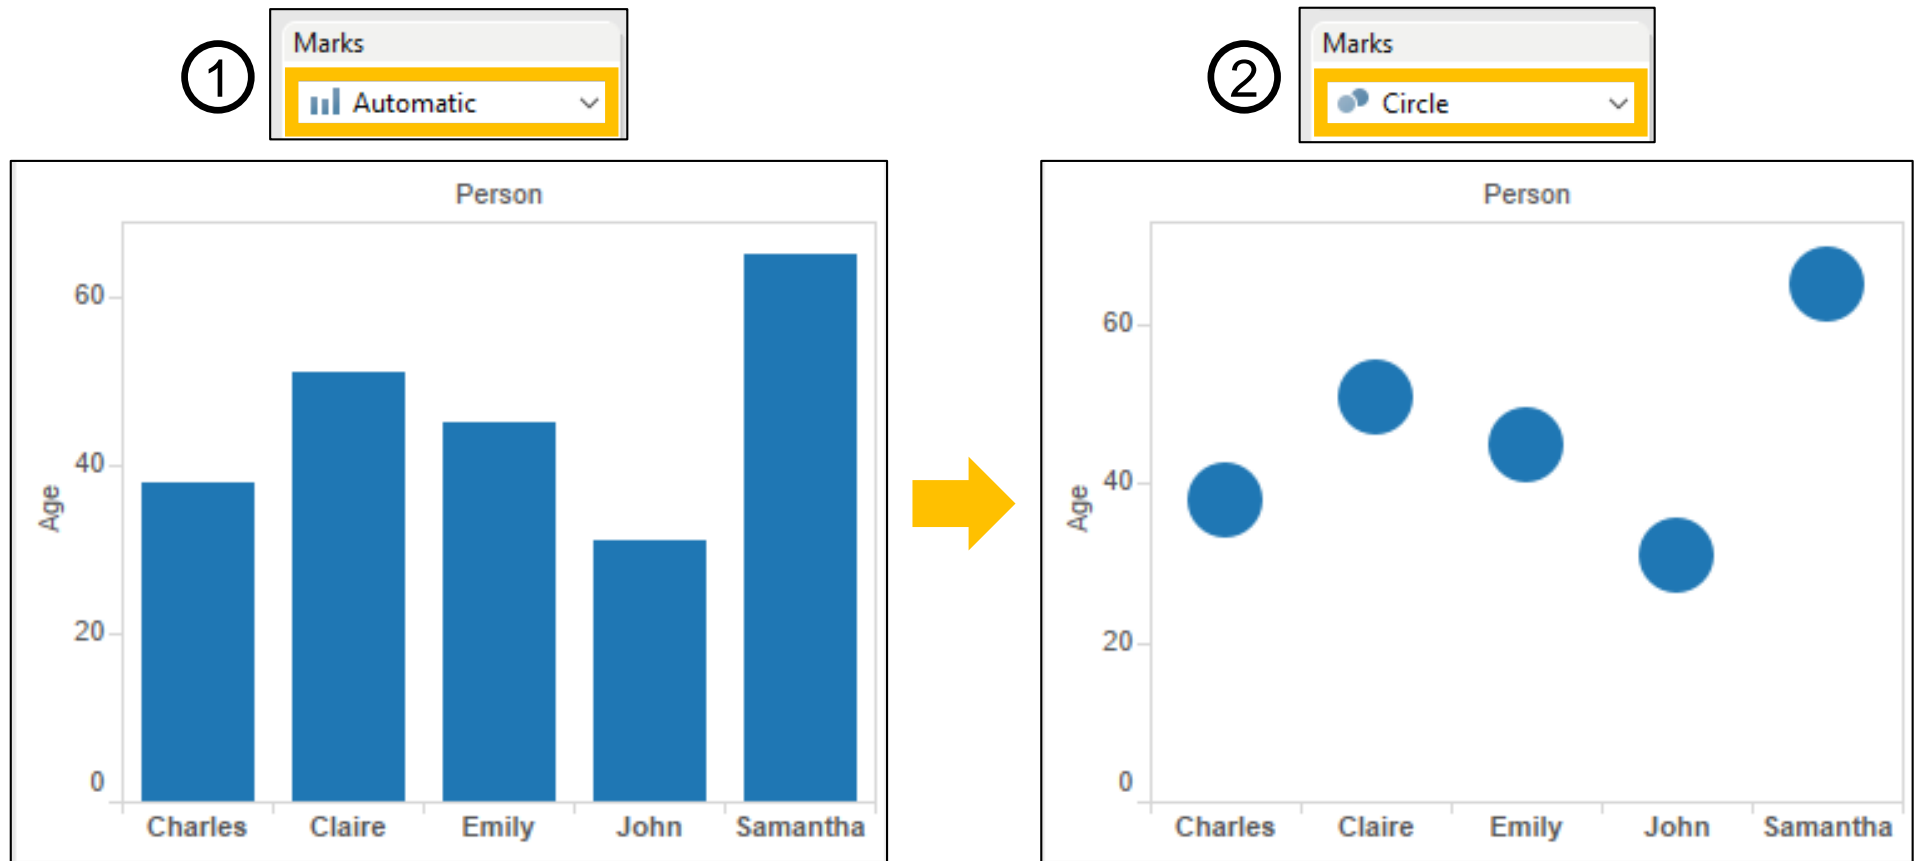 1
Marks
Automatic
Person
Age
60
40
20
0
Charles Claire Emily John Samantha
2
Marks
Circle
Person
Age
60
40
20
0
Charles Claire Emily John Samantha